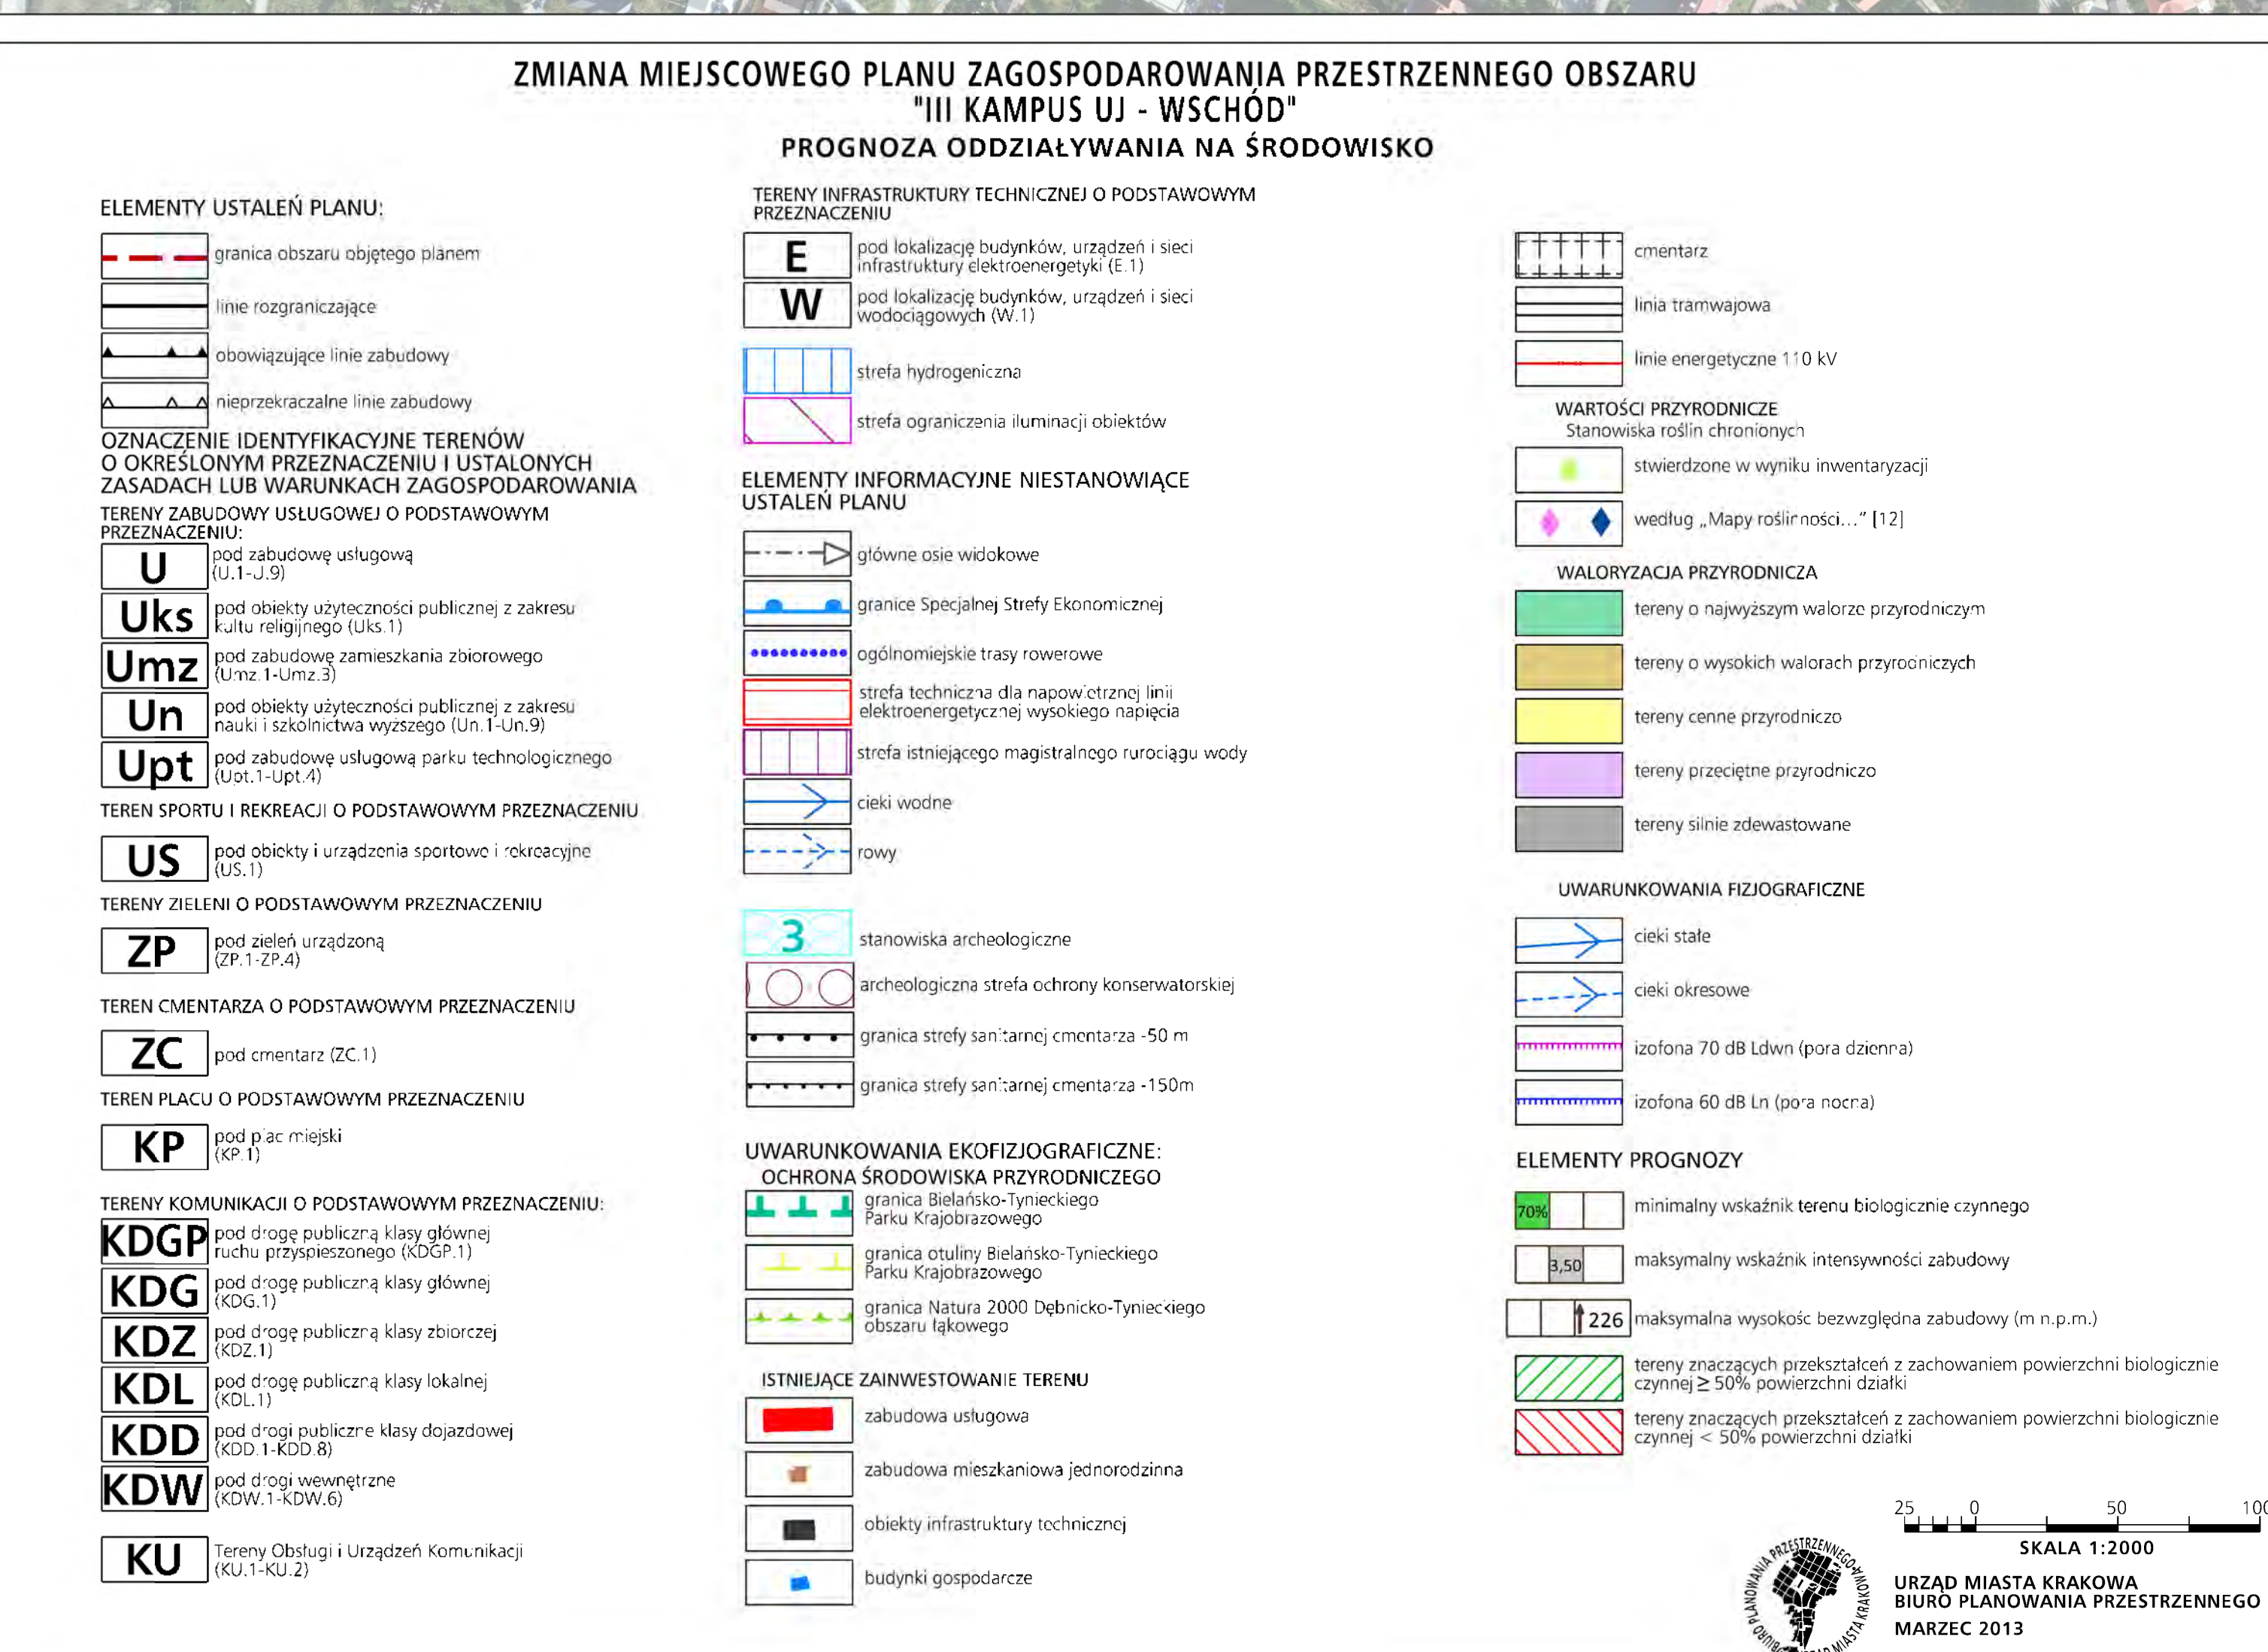 ZMIANA MIEJSCOWEGO PLANU ZAGOSPODAROWANIA PRZESTRZENNEGO OBSZARU
"III KAMPUS UJ - WSCHÓD"
PROGNOZA ODDZIAŁYWANIA NA ŚRODOWISKO
ELEMENTY USTALEŃ PLANU:
granica obszaru objętego planem
linie rozgraniczające
obowiązujące linie zabudowy
nieprzekraczalne linie zabudowy
OZNACZENIE IDENTYFIKACYJNE TERENÓW
O OKREŚLONYM PRZEZNACZENIU I USTALONYCH
ZASADACH LUB WARUNKACH ZAGOSPODAROWANIA
TERENY ZABUDOWY USŁUGOWEJ O PODSTAWOWYM
PRZEZNACZENIU:
U
pod zabudowę usługową
(U.1-U.9)
Uks
pod obiekty użyteczności publicznej z zakresu
kultu religijnego (Uks.1)
Umz
pod zabudowę zamieszkania zbiorowego
(Umz.1-Umz.3)
Un
pod obiekty użyteczności publicznej z zakresu
nauki i szkolnictwa wyższego (Un.1-Un.9)
Upt
pod zabudowę usługową parku technologicznego
(Upt.1-Upt.4)
TEREN SPORTU I REKREACJI O PODSTAWOWYM PRZEZNACZENIU
US
pod obiekty i urządzenia sportowe i rekreacyjne
(US.1)
TERENY ZIELENI O PODSTAWOWYM PRZEZNACZENIU
ZP
pod zieleń urządzoną
(ZP.1-ZP.4)
TEREN CMENTARZA O PODSTAWOWYM PRZEZNACZENIU
ZC
pod cmentarz (ZC.1)
TEREN PLACU O PODSTAWOWYM PRZEZNACZENIU
KP
pod plac miejski
(KP.1)
TERENY KOMUNIKACJI O PODSTAWOWYM PRZEZNACZENIU:
KDGP
pod drogę publiczną klasy głównej
ruchu przyspieszonego (KDGP.1)
KDG
pod drogę publiczną klasy głównej
(KDG.1)
KDZ
pod drogę publiczną klasy zbiorczej
(KDZ.1)
KDL
pod drogę publiczną klasy lokalnej
(KDL.1)
KDD
pod drogi publiczne klasy dojazdowej
(KDD.1-KDD.8)
KDW
pod drogi wewnętrzne
(KDW.1-KDW.6)
KU
Tereny Obsługi i Urządzeń Komunikacji
(KU.1-KU.2)
TERENY INFRASTRUKTURY TECHNICZNEJ O PODSTAWOWYM
PRZEZNACZENIU
E
pod lokalizację budynków, urządzeń i sieci
infrastruktury elektroenergetyki (E.1)
W
pod lokalizację budynków, urządzeń i sieci
wodociągowych (W.1)
strefa hydrogeniczna
strefa ograniczenia iluminacji obiektów
ELEMENTY INFORMACYJNE NIESTANOWIĄCE
USTALEŃ PLANU
główne osie widokowe
granice Specjalnej Strefy Ekonomicznej
ogólnomiejskie trasy rowerowe
strefa techniczna dla napowietrznej linii
elektroenergetycznej wysokiego napięcia
strefa istniejącego magistralnego rurociągu wody
cieki wodne
rowy
3
stanowiska archeologiczne
archeologiczna strefa ochrony konserwatorskiej
granica strefy sanitarnej cmentarza -50 m
granica strefy sanitarnej cmentarza -150m
UWARUNKOWANIA EKOFIZJOGRAFICZNE:
OCHRONA ŚRODOWISKA PRZYRODNICZEGO
granica Bielańsko-Tynieckiego
Parku Krajobrazowego
granica otuliny Bielańsko-Tynieckiego
Parku Krajobrazowego
granica Natura 2000 Dębnicko-Tynieckiego
obszaru łąkowego
ISTNIEJĄCE ZAINWESTOWANIE TERENU
zabudowa usługowa
zabudowa mieszkaniowa jednorodzinna
obiekty infrastruktury technicznej
budynki gospodarcze
cmentarz
linia tramwajowa
linie energetyczne 110 kV
WARTOŚCI PRZYRODNICZE
Stanowiska roślin chronionych
stwierdzone w wyniku inwentaryzacji
według „Mapy roślinności...” [12]
WALORYZACJA PRZYRODNICZA
tereny o najwyższym walorze przyrodniczym
tereny o wysokich walorach przyrodniczych
tereny cenne przyrodniczo
tereny przeciętne przyrodniczo
tereny silnie zdewastowane
UWARUNKOWANIA FIZJOGRAFICZNE
cieki stałe
cieki okresowe
izofona 70 dB Ldwn (pora dzienna)
izofona 60 dB Ln (pora nocna)
ELEMENTY PROGNOZY
70%
minimalny wskaźnik terenu biologicznie czynnego
3,50
maksymalny wskaźnik intensywności zabudowy
226
maksymalna wysokośc bezwzględna zabudowy (m n.p.m.)
tereny znaczących przekształceń z zachowaniem powierzchni biologicznie
czynnej ≥ 50% powierzchni działki
tereny znaczących przekształceń z zachowaniem powierzchni biologicznie
czynnej < 50% powierzchni działki
25 0 50 100
SKALA 1:2000
URZĄD MIASTA KRAKOWA
BIURO PLANOWANIA PRZESTRZENNEGO
MARZEC 2013